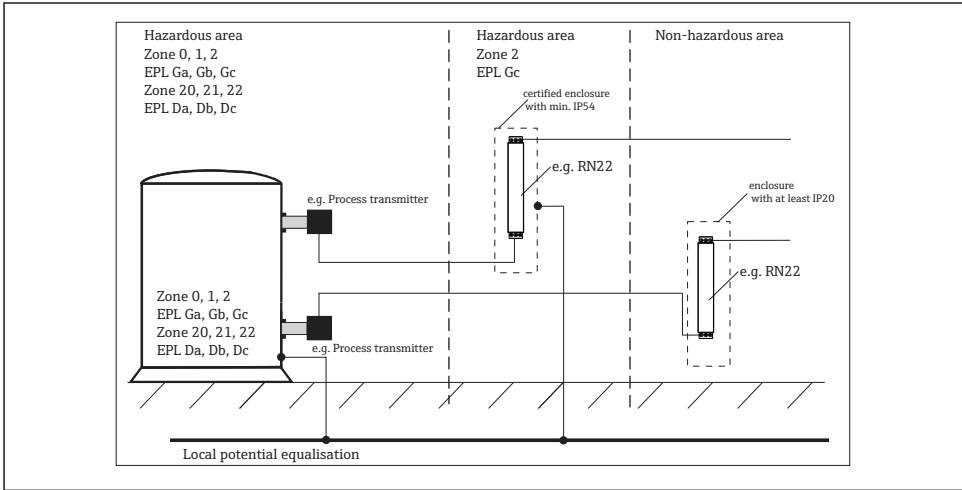 Hazardous area
Zone 0, 1, 2
EPL Ga, Gb, Gc
Zone 20, 21, 22
EPL Da, Db, Dc
Hazardous area
Zone 2
EPL Gc
Non-hazardous area
certified enclosure
with min. IP54
e.g. RN22
enclosure
with at least IP20
e.g. Process transmitter
e.g. RN22
Zone 0, 1, 2
EPL Ga, Gb, Gc
Zone 20, 21, 22
EPL Da, Db, Dc
e.g. Process transmitter
Local potential equalisation